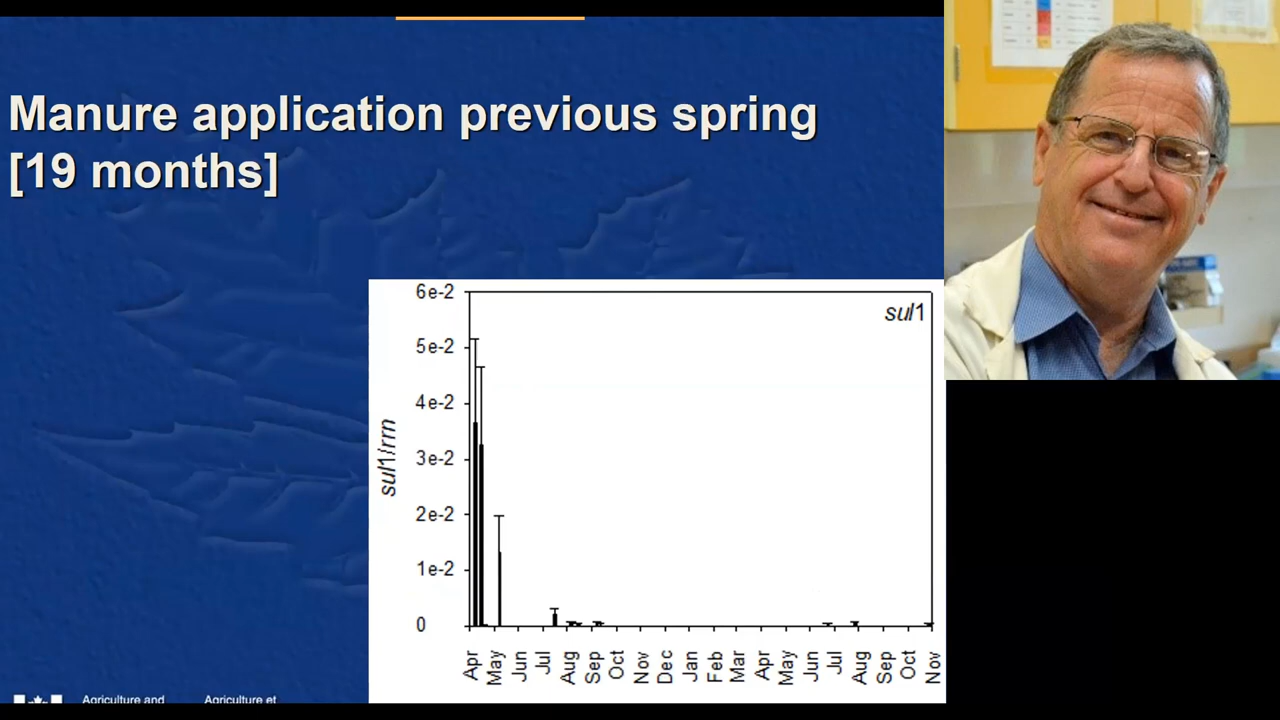 Manure application previous spring
[19 months]
sul1
6e-2
5e-2
4e-2
3e-2
2e-2
1e-2
0
sul1/rrn
Apr May Jun Jul Aug Sep Oct Nov Dec Jan Feb Mar Apr May Jun Jul Aug Sep Oct Nov
Agriculture and Agriculture et